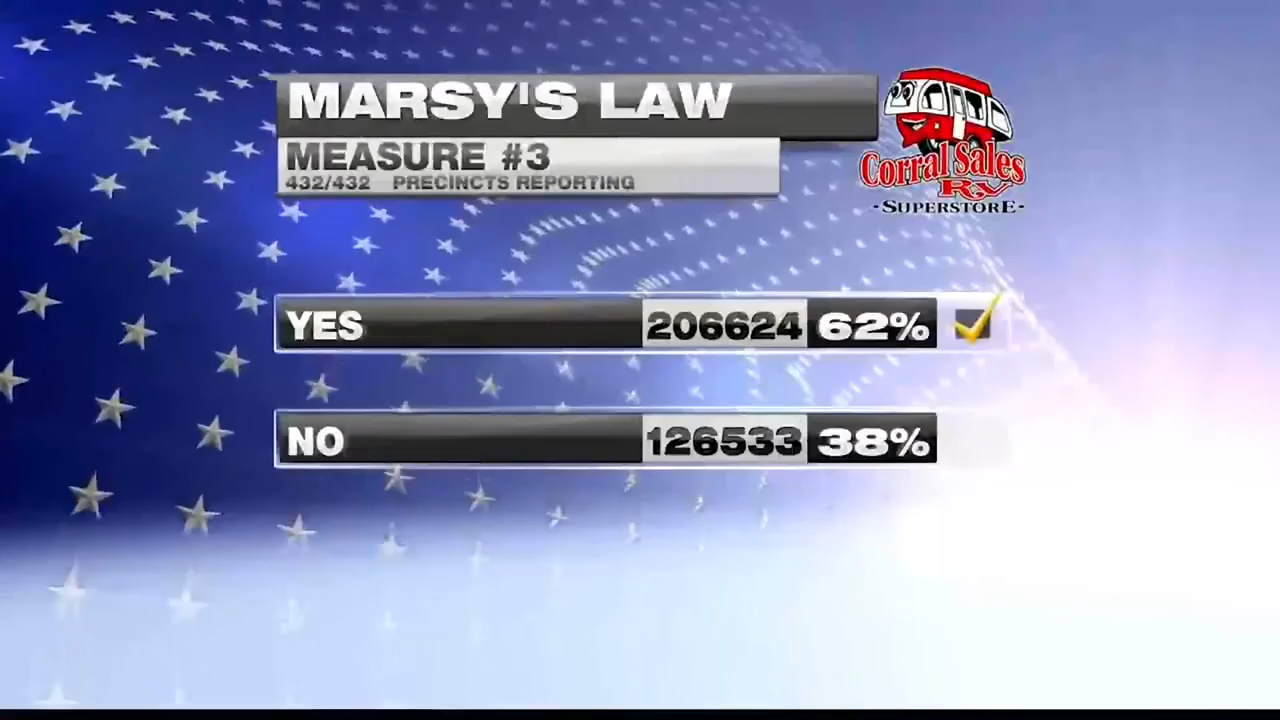 MARSY'S LAW
MEASURE #3
432/432 PRECINCTS REPORTING
Corral Sales
RV
-SUPERSTORE-
YES 206624 62%
NO 126533 38%